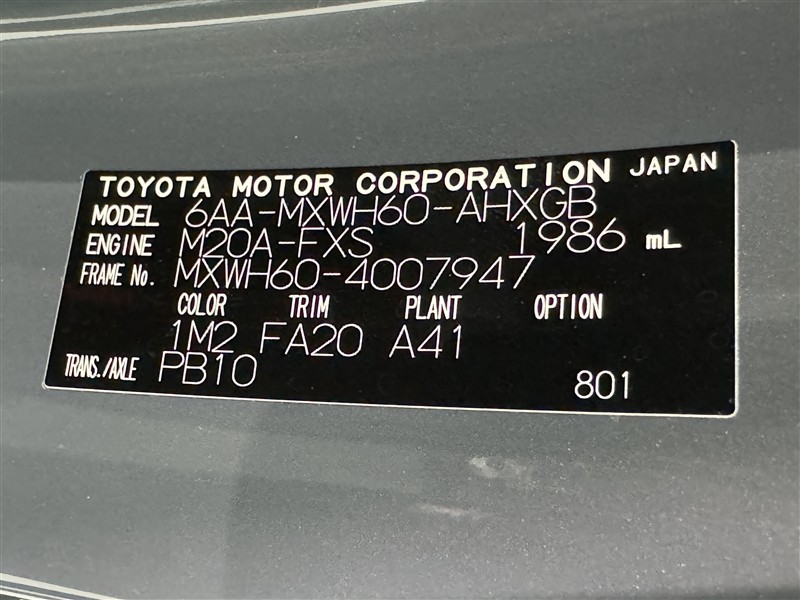 TOYOTA MOTOR CORPORATION JAPAN
MODEL 6AA-MXWH60-AHXGB
ENGINE M20A-FXS 1986 mL
FRAME No. MXWH60-4007947
COLOR TRIM PLANT OPTION
1M2 FA20 A41
TRANS./AXLE PB10 801